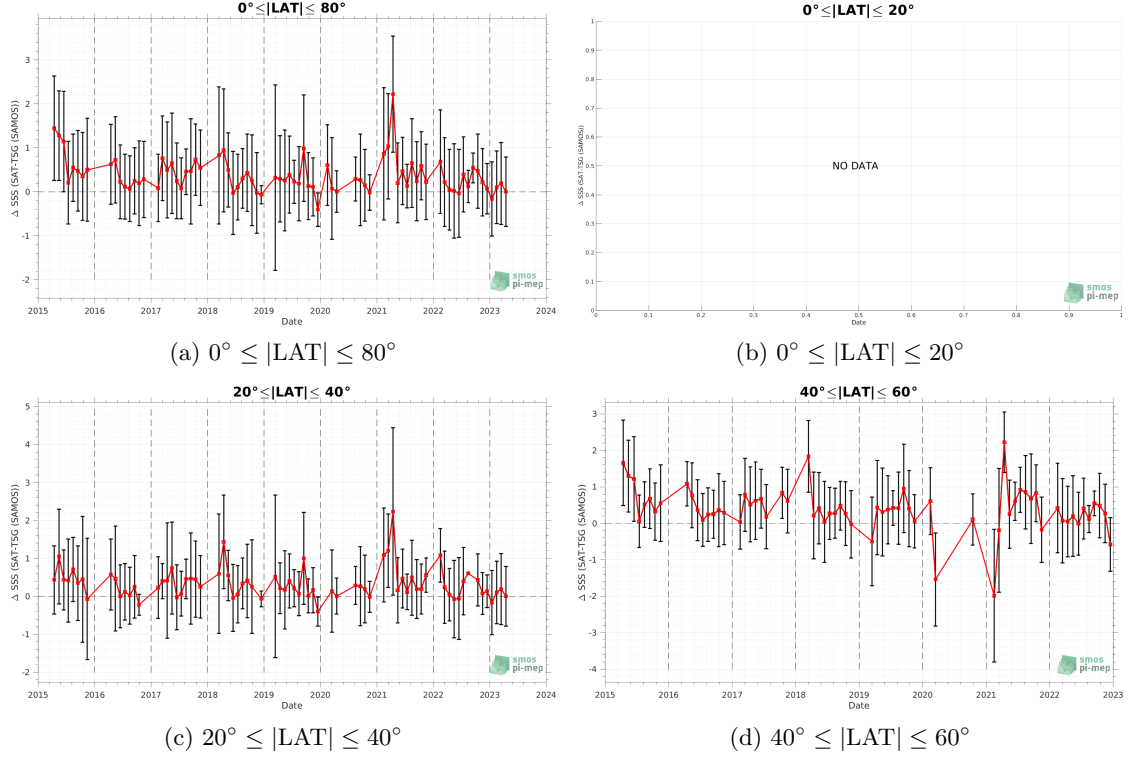 0°≤|LAT|≤ 80°
3
2
1
0
-1
-2
Δ SSS (SAT-TSG (SAMOS))
2015 2016 2017 2018 2019 2020 2021 2022 2023 2024
Date
smos
pi-mep
(a) 0° ≤ |LAT| ≤ 80°
0°≤|LAT|≤ 20°
1
0.9
0.8
0.7
0.6
0.5
0.4
0.3
0.2
0.1
0
Δ SSS (SAT-TSG (SAMOS))
NO DATA
0 0.1 0.2 0.3 0.4 0.5 0.6 0.7 0.8 0.9 1
Date
smos
pi-mep
(b) 0° ≤ |LAT| ≤ 20°
20°≤|LAT|≤ 40°
5
4
3
2
1
0
-1
-2
Δ SSS (SAT-TSG (SAMOS))
2015 2016 2017 2018 2019 2020 2021 2022 2023 2024
Date
smos
pi-mep
(c) 20° ≤ |LAT| ≤ 40°
40°≤|LAT|≤ 60°
3
2
1
0
-1
-2
-3
-4
Δ SSS (SAT-TSG (SAMOS))
2015 2016 2017 2018 2019 2020 2021 2022 2023
Date
smos
pi-mep
(d) 40° ≤ |LAT| ≤ 60°